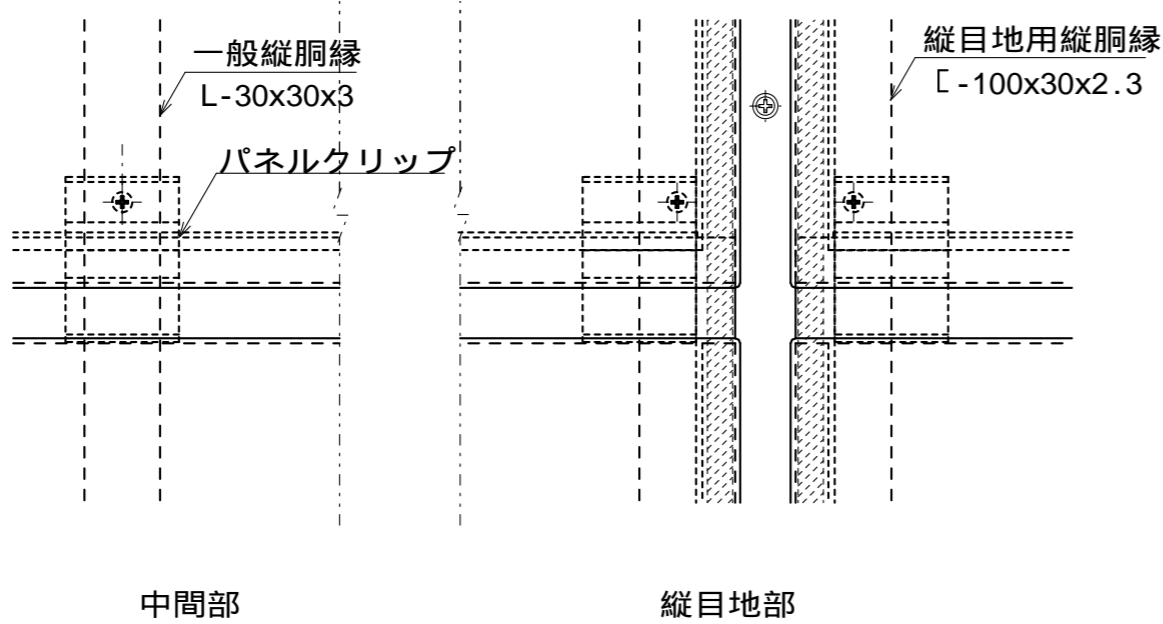 一般縦胴縁
L-30x30x3
パネルクリップ
縦目地用縦胴縁
[-100x30x2.3
中間部
縦目地部